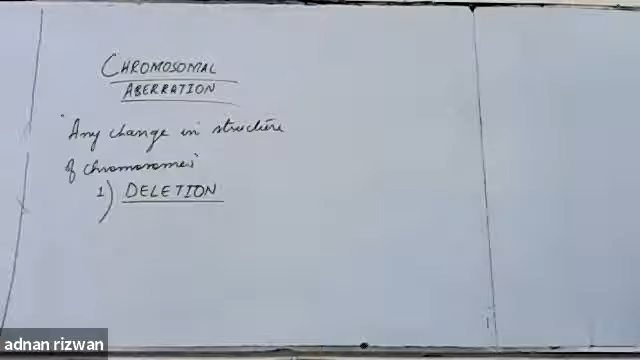 CHROMOSOMAL
ABERRATION
"Any change in structure
of chromosomes"
1) DELETION
adnan rizwan